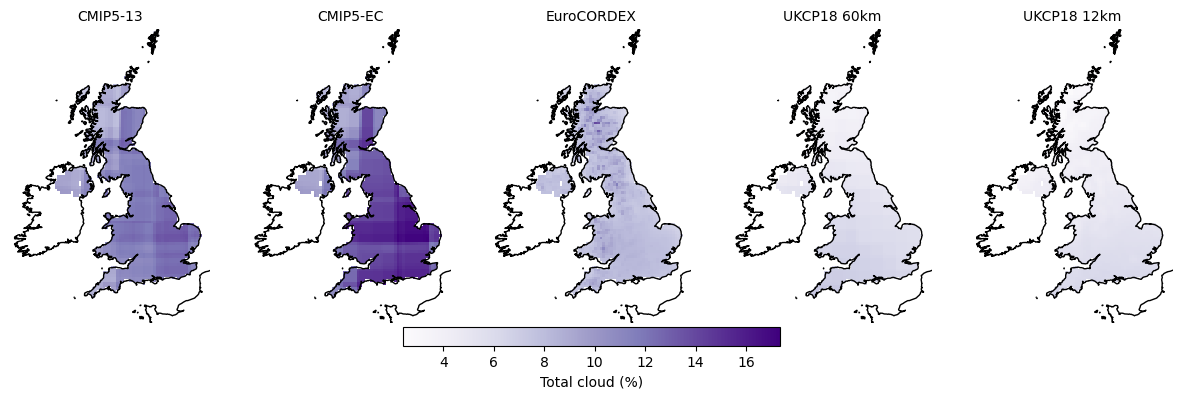 CMIP5-13 CMIP5-EC EuroCORDEX UKCP18 60km UKCP18 12km
4 6 8 10 12 14 16
Total cloud (%)